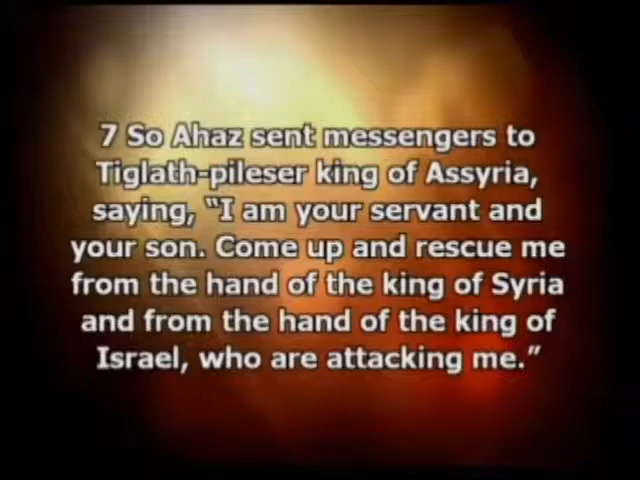 7 So Ahaz sent messengers to
Tiglath-pileser king of Assyria,
saying, “I am your servant and
your son. Come up and rescue me
from the hand of the king of Syria
and from the hand of the king of
Israel, who are attacking me.”